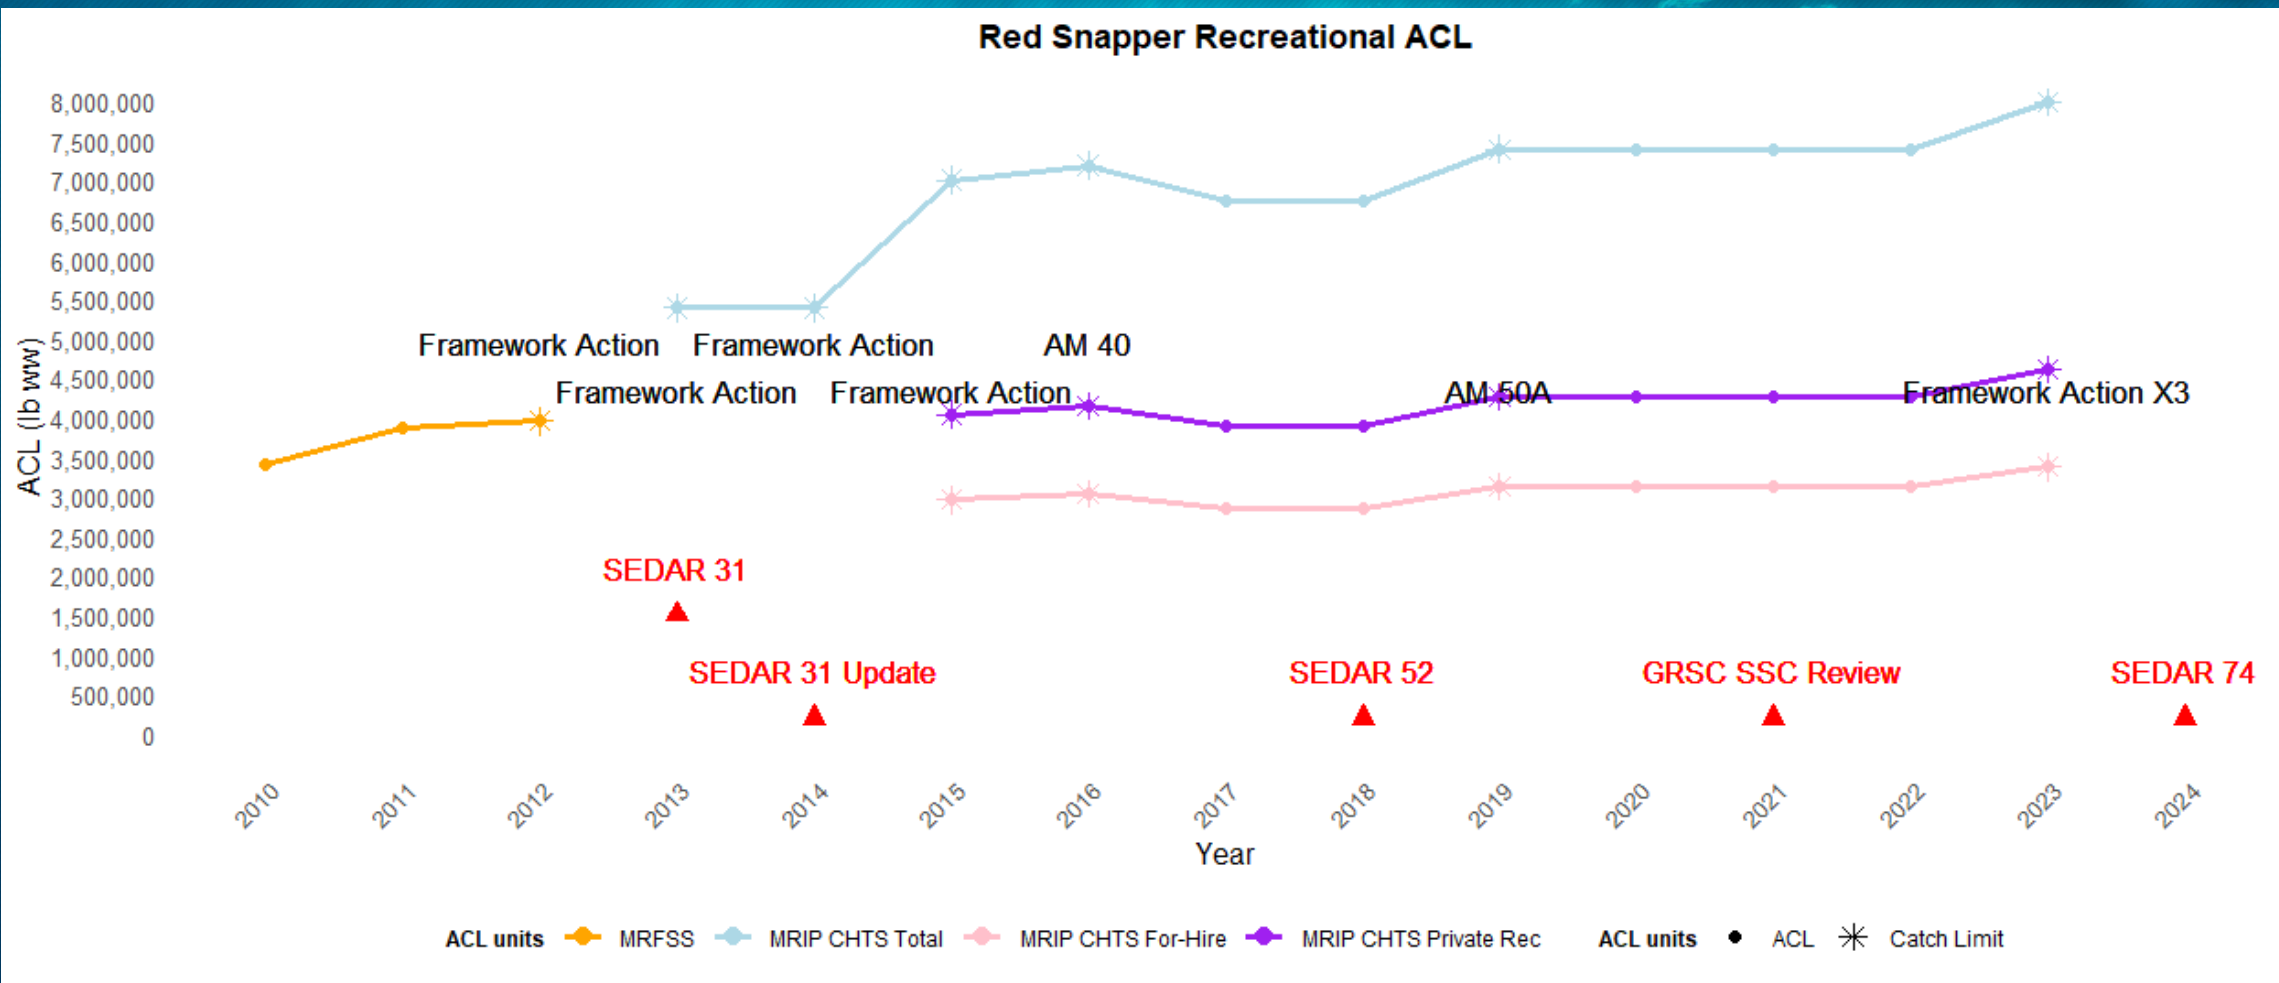 Red Snapper Recreational ACL
8,000,000
7,500,000
7,000,000
6,500,000
6,000,000
5,500,000
5,000,000
4,500,000
4,000,000
3,500,000
3,000,000
2,500,000
2,000,000
1,500,000
1,000,000
500,000
0
ACL (lb ww)
Framework Action Framework Action AM 40
Framework Action Framework Action AM 50A Framework Action X3
SEDAR 31
SEDAR 31 Update SEDAR 52 GRSC SSC Review SEDAR 74
2010 2011 2012 2013 2014 2015 2016 2017 2018 2019 2020 2021 2022 2023 2024
Year
ACL units MRFSS MRIP CHTS Total MRIP CHTS For-Hire MRIP CHTS Private Rec ACL units ACL Catch Limit